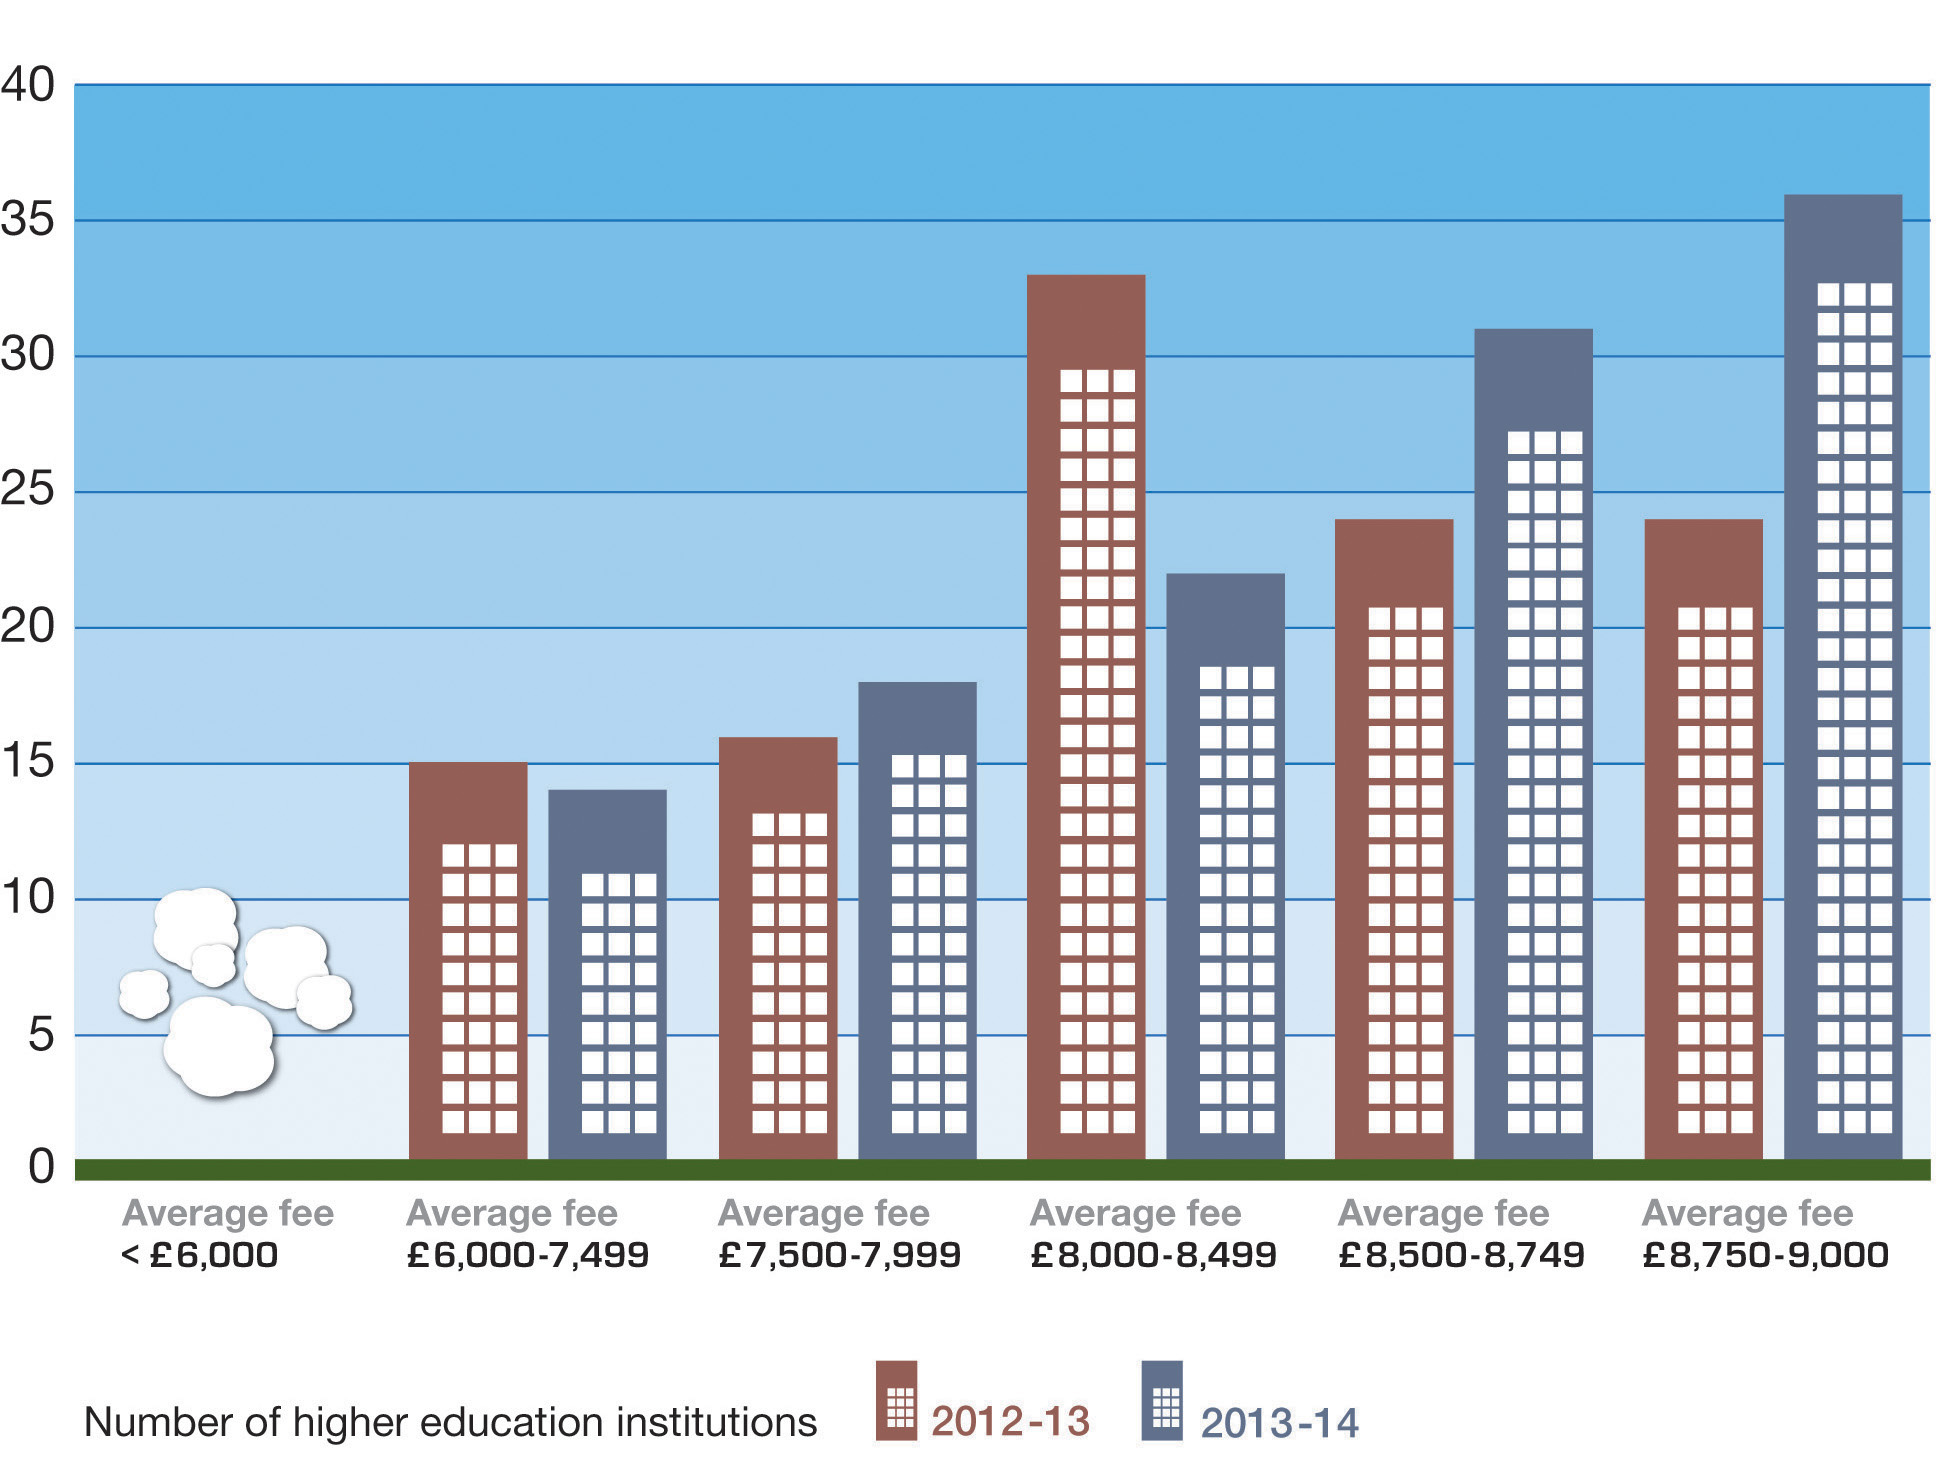 40
35
30
25
20
15
10
5
0
Average fee
< £6,000
Average fee
£6,000-7,499
Average fee
£7,500-7,999
Average fee
£8,000-8,499
Average fee
£8,500-8,749
Average fee
£8,750-9,000
Number of higher education institutions
2012-13
2013-14